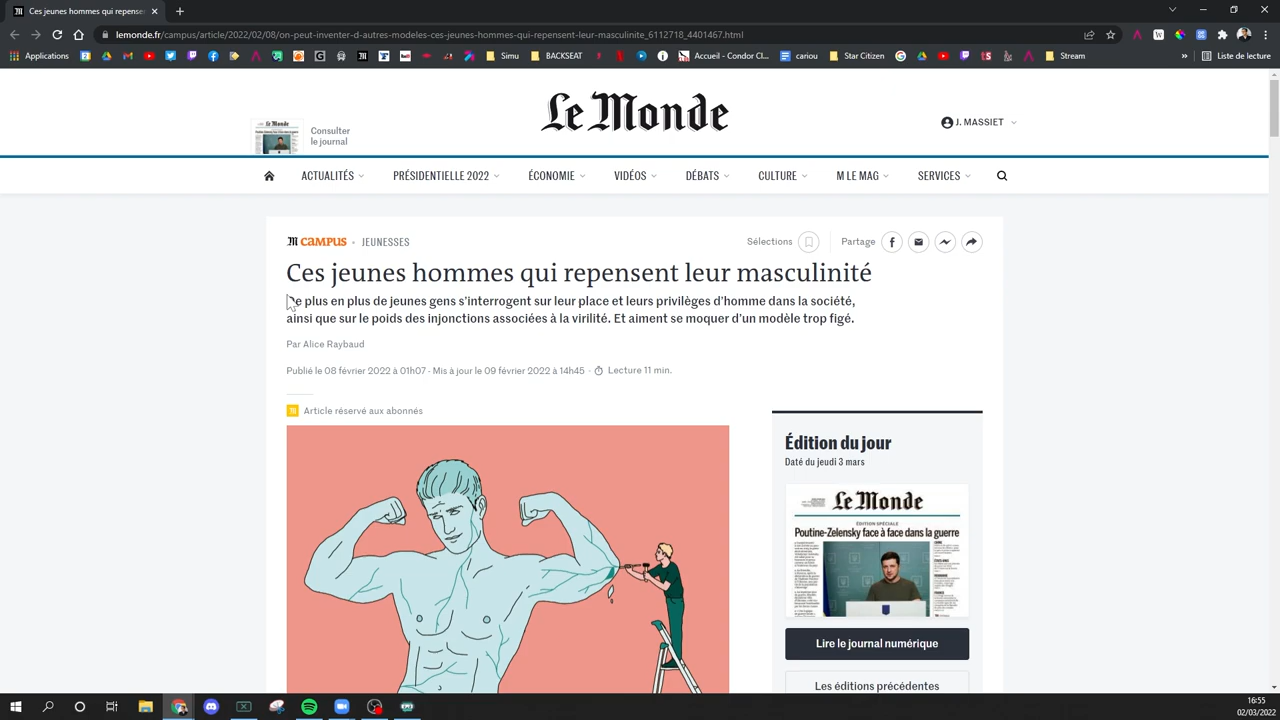 Ces jeunes hommes qui repenser
lemonde.fr/campus/article/2022/02/08/on-peut-inventer-d-autres-modeles-ces-jeunes-hommes-qui-repensent-leur-masculinite_6112718_4401467.html
Applications Simu BACKSEAT Accueil - Condor Cl... cariou Star Citizen Stream » Liste de lecture
Consulter
le journal
Le Monde
J. MASSIET
ACTUALITÉS PRÉSIDENTIELLE 2022 ÉCONOMIE VIDÉOS DÉBATS CULTURE M LE MAG SERVICES
M CAMPUS • JEUNESSES Sélections Partage
Ces jeunes hommes qui repensent leur masculinité
De plus en plus de jeunes gens s'interrogent sur leur place et leurs privilèges d'homme dans la société,
ainsi que sur le poids des injonctions associées à la virilité. Et aiment se moquer d'un modèle trop figé.
Par Alice Raybaud
Publié le 08 février 2022 à 01h07 - Mis à jour le 09 février 2022 à 14h45 · Lecture 11 min.
Article réservé aux abonnés
Édition du jour
Daté du jeudi 3 mars
Le Monde
ÉDITION SPÉCIALE
Poutine-Zelensky face à face dans la guerre
Lire le journal numérique
Les éditions précédentes
16:55
02/03/2022